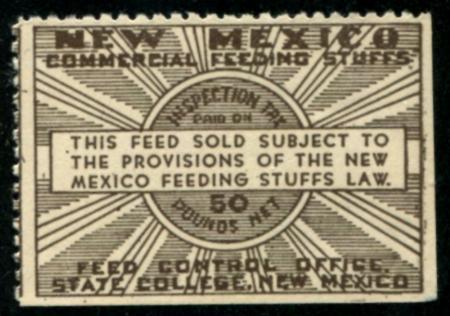 NEW MEXICO
COMMERCIAL FEEDING STUFFS
INSPECTION TAX
PAID ON
THIS FEED SOLD SUBJECT TO
THE PROVISIONS OF THE NEW
MEXICO FEEDING STUFFS LAW.
50
POUNDS NET
FEED CONTROL OFFICE,
STATE COLLEGE, NEW MEXICO